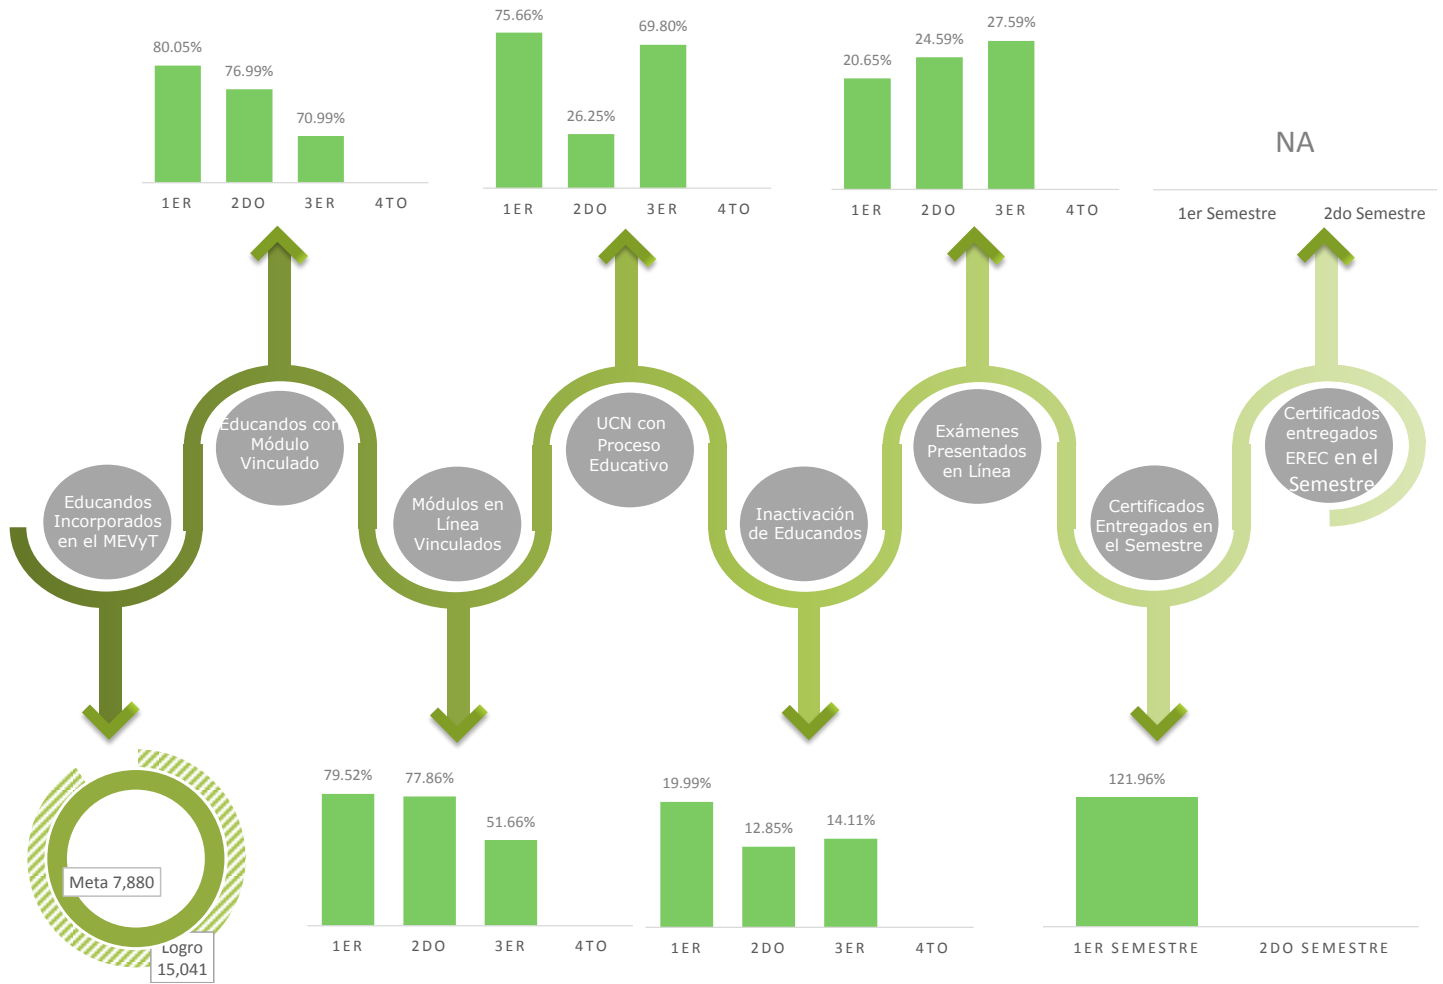 80.05%
76.99%
70.99%
1ER 2DO 3ER 4TO
75.66%
26.25%
69.80%
1ER 2DO 3ER 4TO
20.65%
24.59%
27.59%
1ER 2DO 3ER 4TO
NA
1er Semestre 2do Semestre
Educandos
Incorporados
en el MEVyT
Educandos con
Módulo
Vinculado
Módulos en
Línea
Vinculados
UCN con
Proceso
Educativo
Inactivación
de Educandos
Exámenes
Presentados
en Línea
Certificados
Entregados en
el Semestre
Certificados
entregados
EREC en el
Semestre
Meta 7,880
Logro
15,041
79.52%
77.86%
51.66%
1ER 2DO 3ER 4TO
19.99%
12.85%
14.11%
1ER 2DO 3ER 4TO
121.96%
1ER SEMESTRE 2DO SEMESTRE